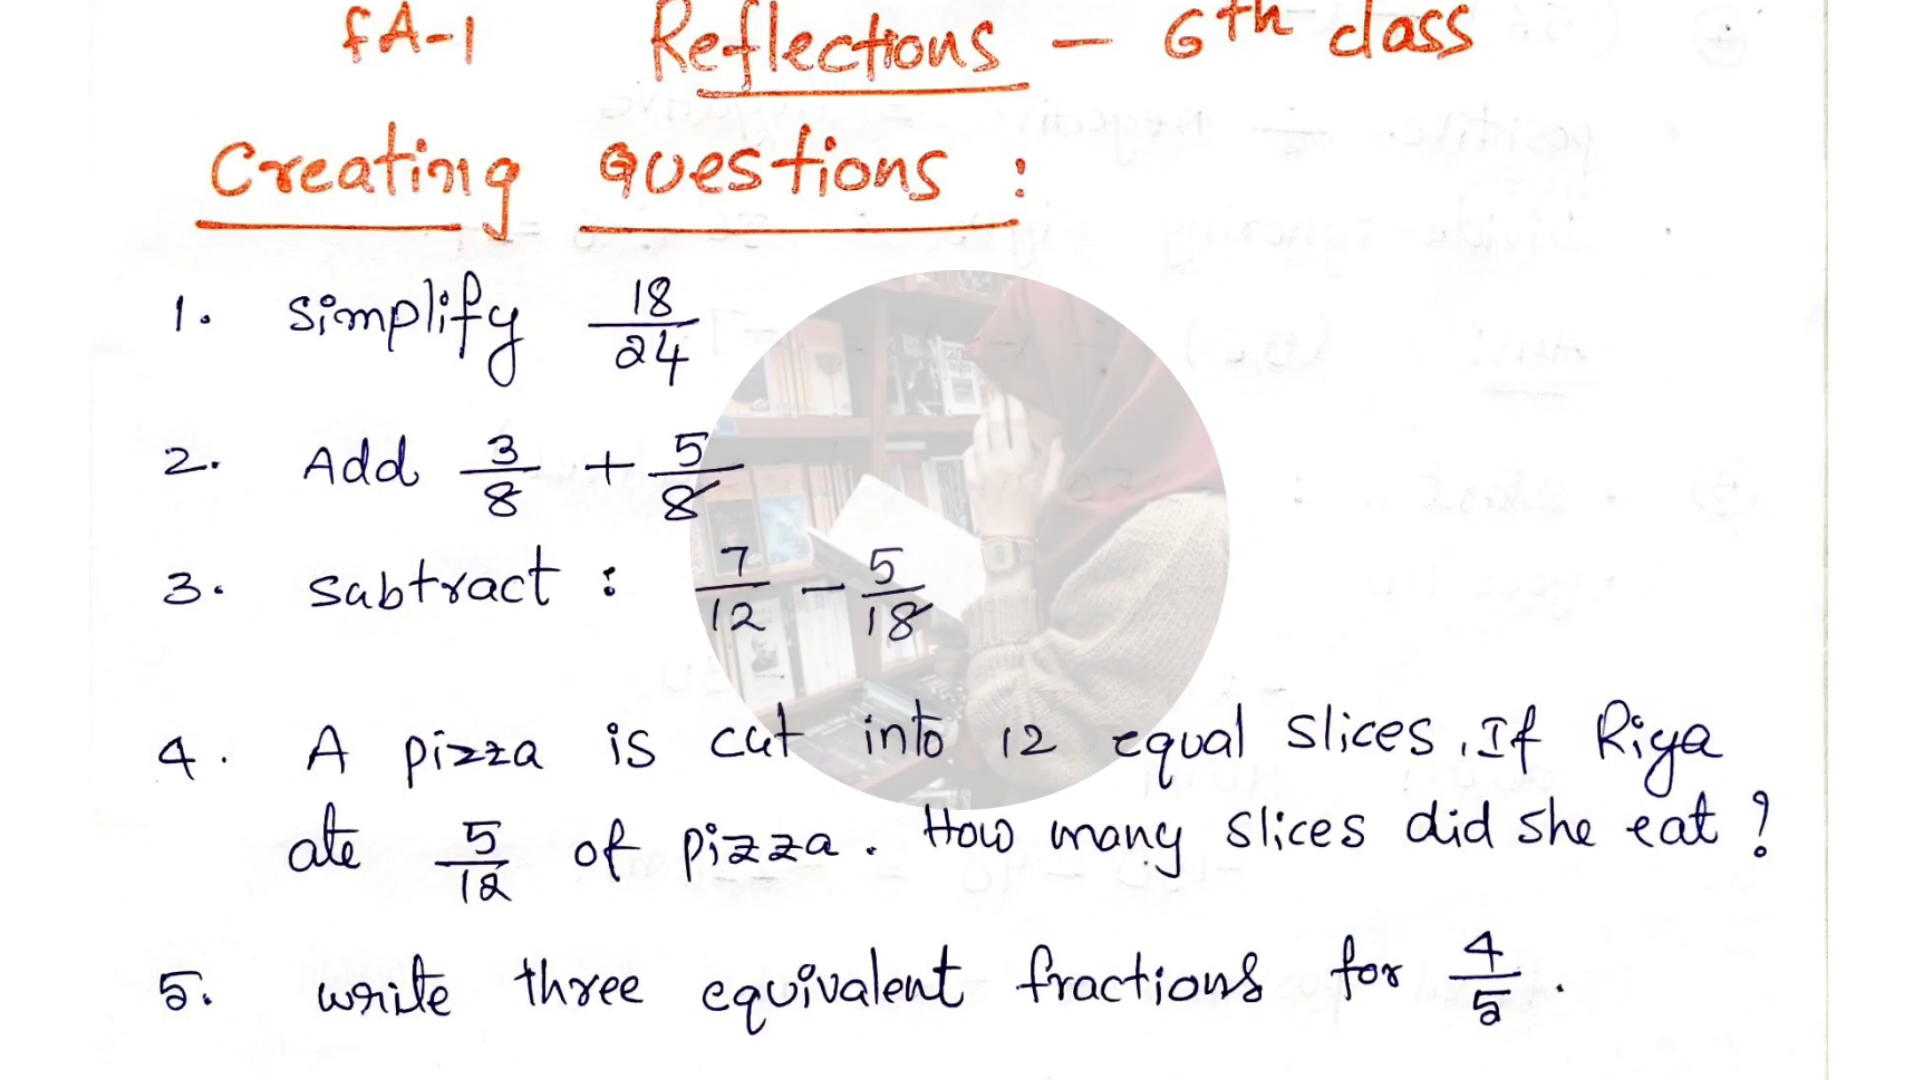 FA-1 Reflections - 6th class
Creating Questions :
1. Simplify 18/24
2. Add 3/8 + 5/8
3. Subtract : 7/12 - 5/18
4. A pizza is cut into 12 equal slices. If Riya
ate 5/12 of pizza. How many slices did she eat ?
5. write three equivalent fractions for 4/5.